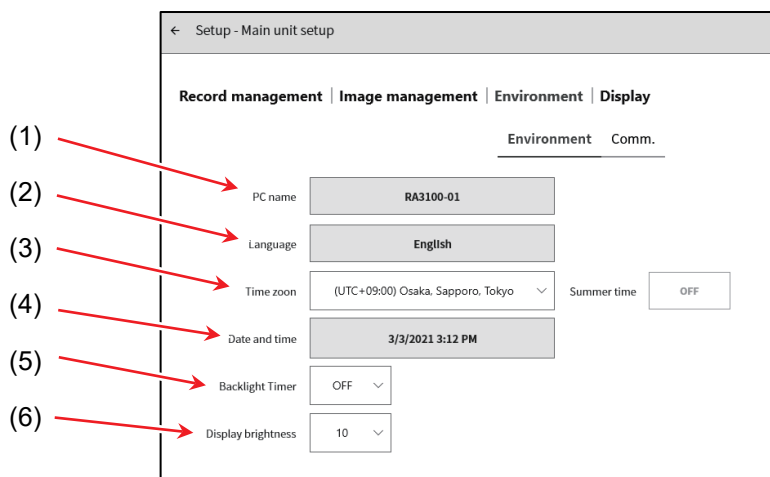 ← Setup - Main unit setup
Record management | Image management | Environment | Display
Environment Comm.
(1)
PC name RA3100-01
(2)
Language English
(3)
Time zoon (UTC+09:00) Osaka, Sapporo, Tokyo Summer time OFF
(4)
Date and time 3/3/2021 3:12 PM
(5)
Backlight Timer OFF
(6)
Display brightness 10